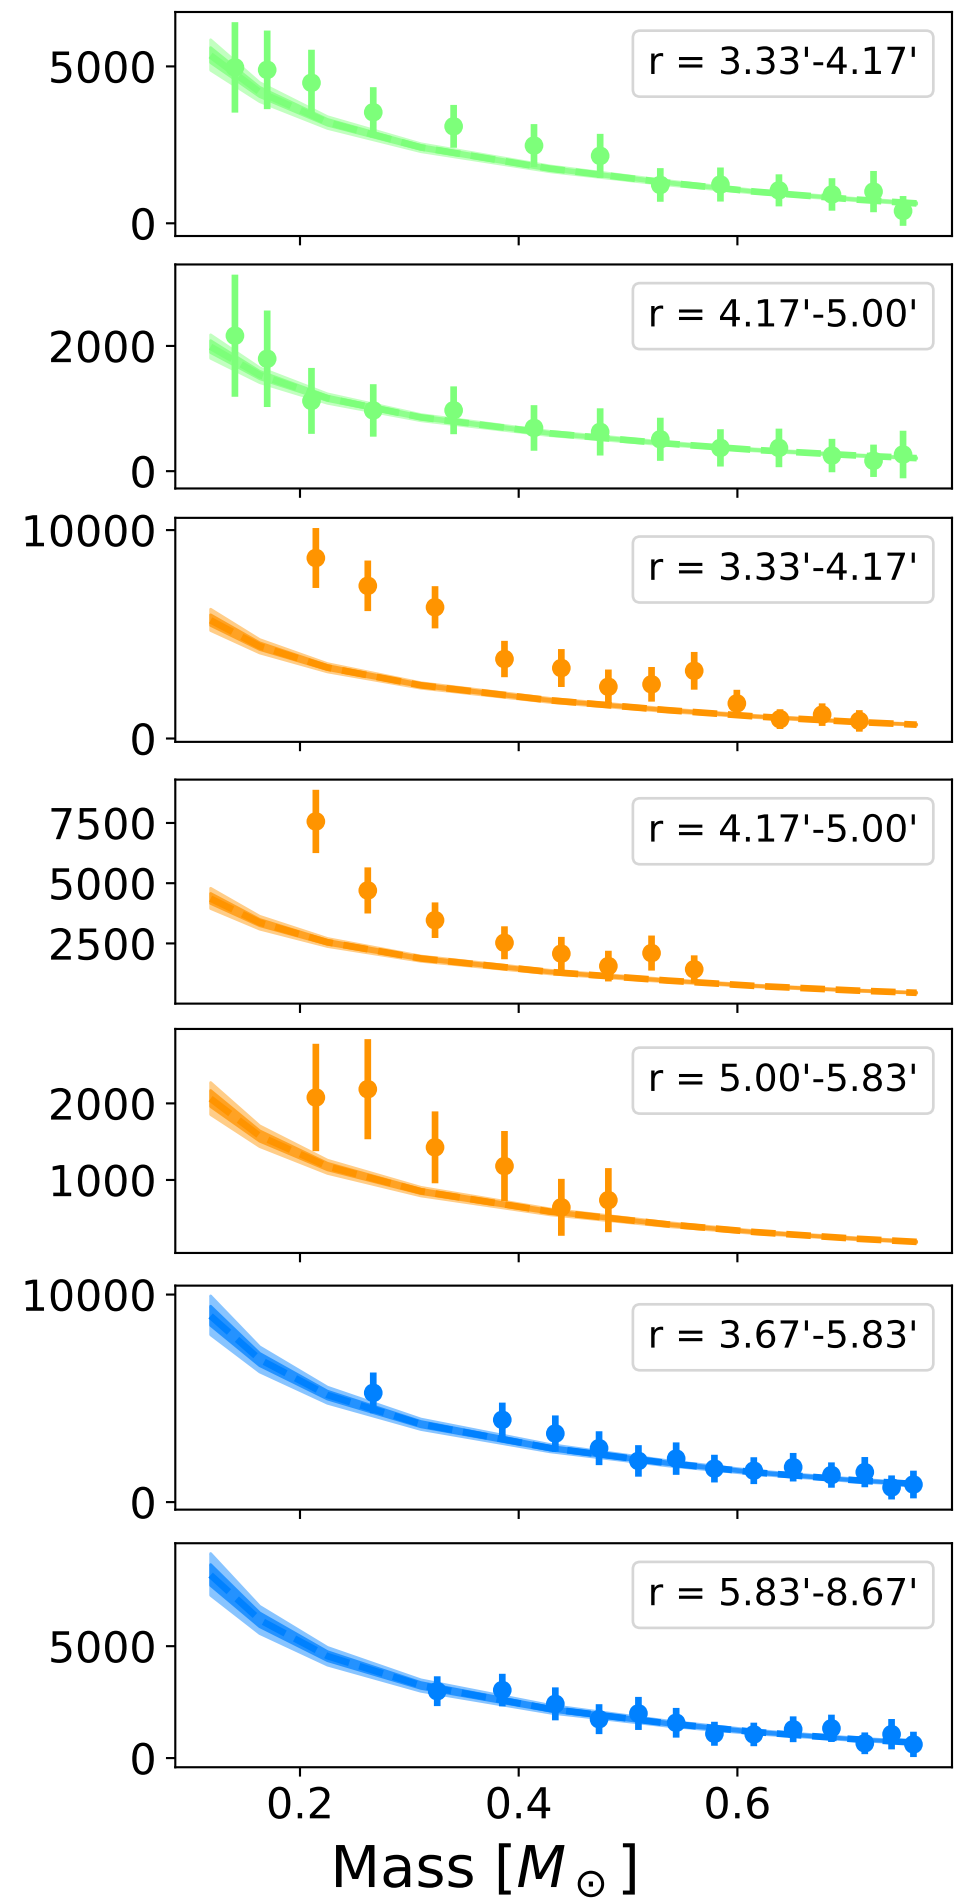 5000
r = 3.33'-4.17'
0
r = 4.17'-5.00'
2000
0
10000
r = 3.33'-4.17'
0
7500
r = 4.17'-5.00'
5000
2500
r = 5.00'-5.83'
2000
1000
10000
r = 3.67'-5.83'
0
r = 5.83'-8.67'
5000
0
0.2 0.4 0.6
Mass [M⊙]